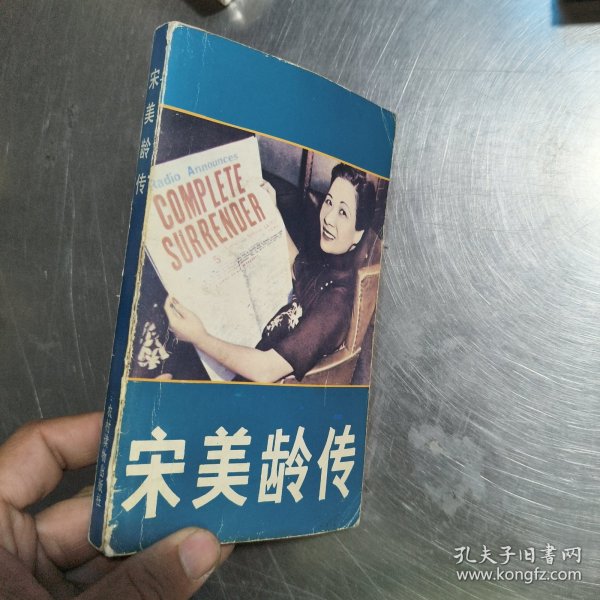 宋美龄传
Radio Announces:
COMPLETE
SURRENDER
宋美龄传
孔夫子旧书网
www.kongfz.com